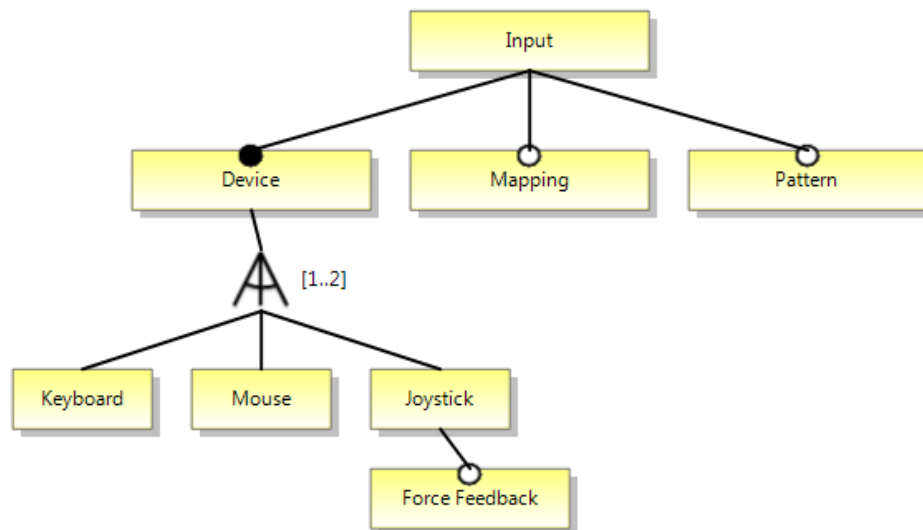 Input
Device
Mapping
Pattern
[1..2]
Keyboard
Mouse
Joystick
Force Feedback